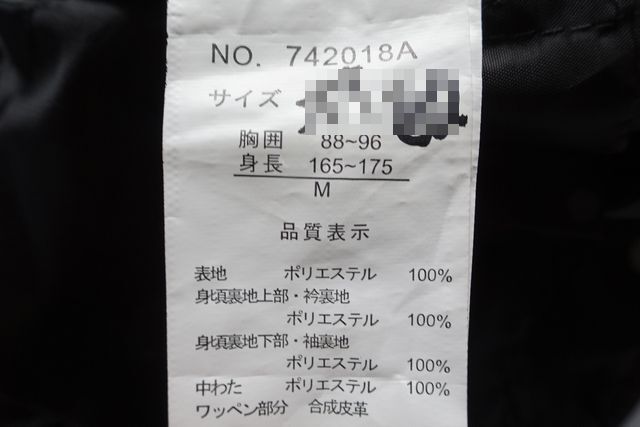 NO. 742018A
サイズ
胸囲 88~96
身長 165~175
M
品質表示
表地 ポリエステル 100%
身頃裏地上部・衿裏地
ポリエステル 100%
身頃裏地下部・袖裏地
ポリエステル 100%
中わた ポリエステル 100%
ワッペン部分 合成皮革